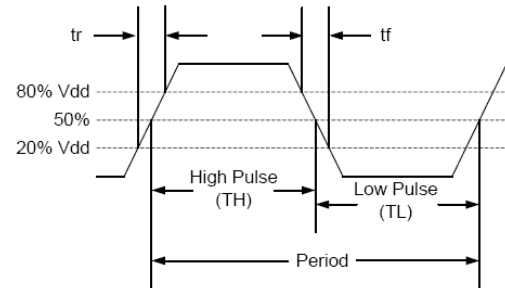 tr
tf
80% Vdd
50%
20% Vdd
High Pulse
(TH)
Low Pulse
(TL)
Period